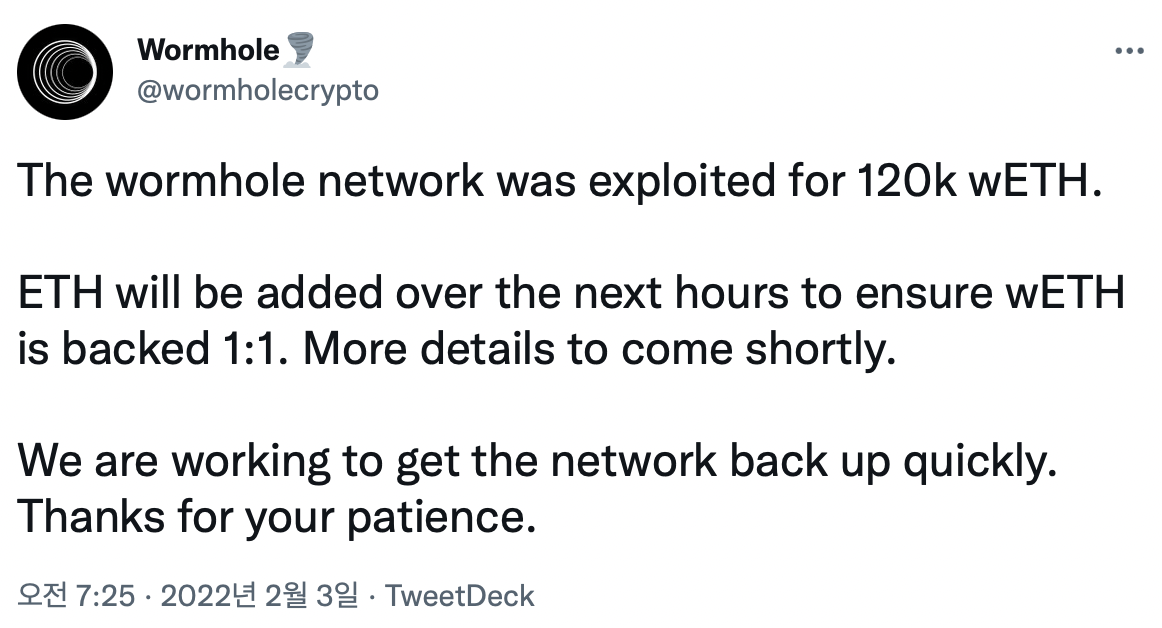 Wormhole🌪
@wormholecrypto
The wormhole network was exploited for 120k wETH.
ETH will be added over the next hours to ensure wETH
is backed 1:1. More details to come shortly.
We are working to get the network back up quickly.
Thanks for your patience.
오전 7:25 · 2022년 2월 3일 · TweetDeck